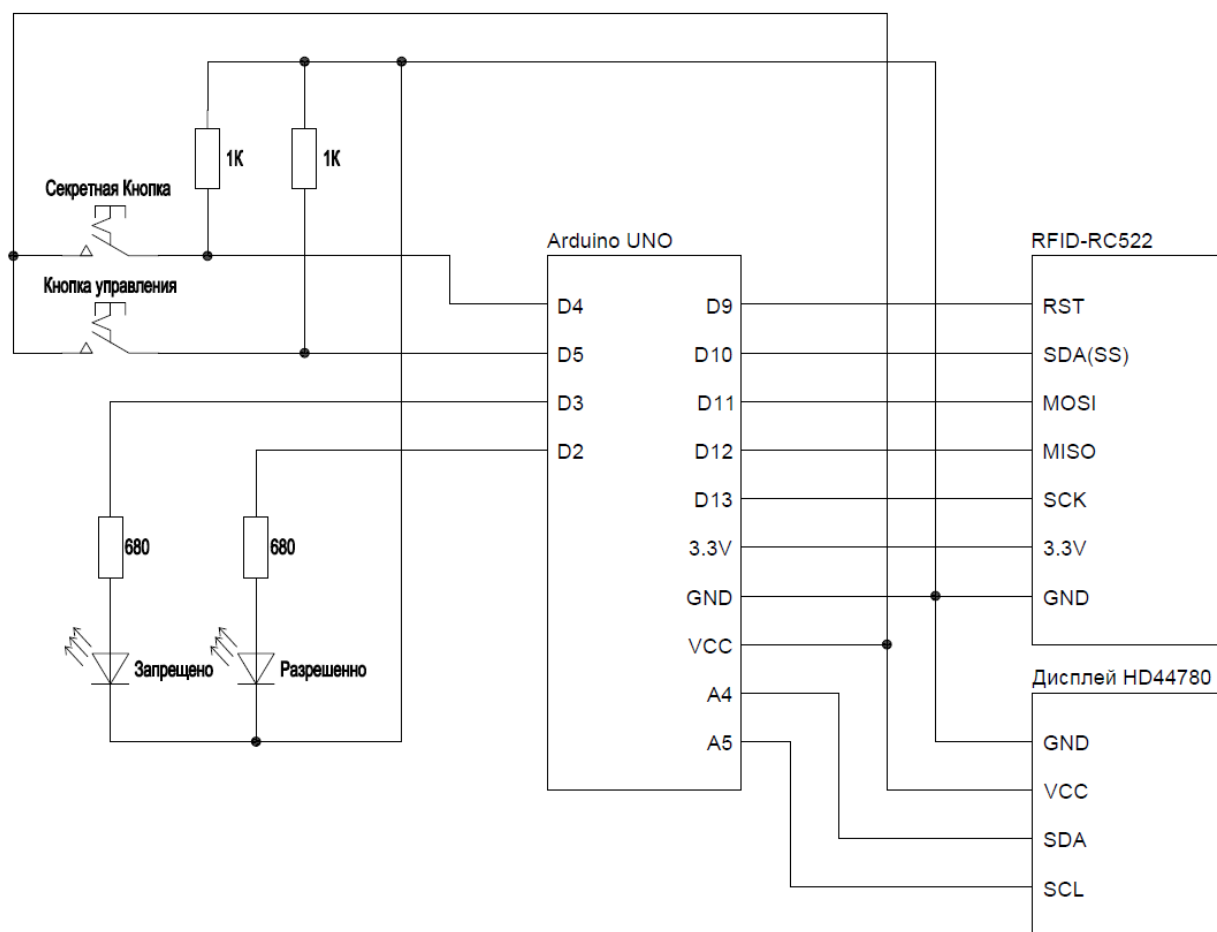 1К
1К
Секретная Кнопка
Кнопка управления
Arduino UNO
D4
D5
D3
D2
D9
D10
D11
D12
D13
3.3V
GND
VCC
A4
A5
RFID-RC522
RST
SDA(SS)
MOSI
MISO
SCK
3.3V
GND
680
680
Запрещено
Разрешенно
Дисплей HD44780
GND
VCC
SDA
SCL